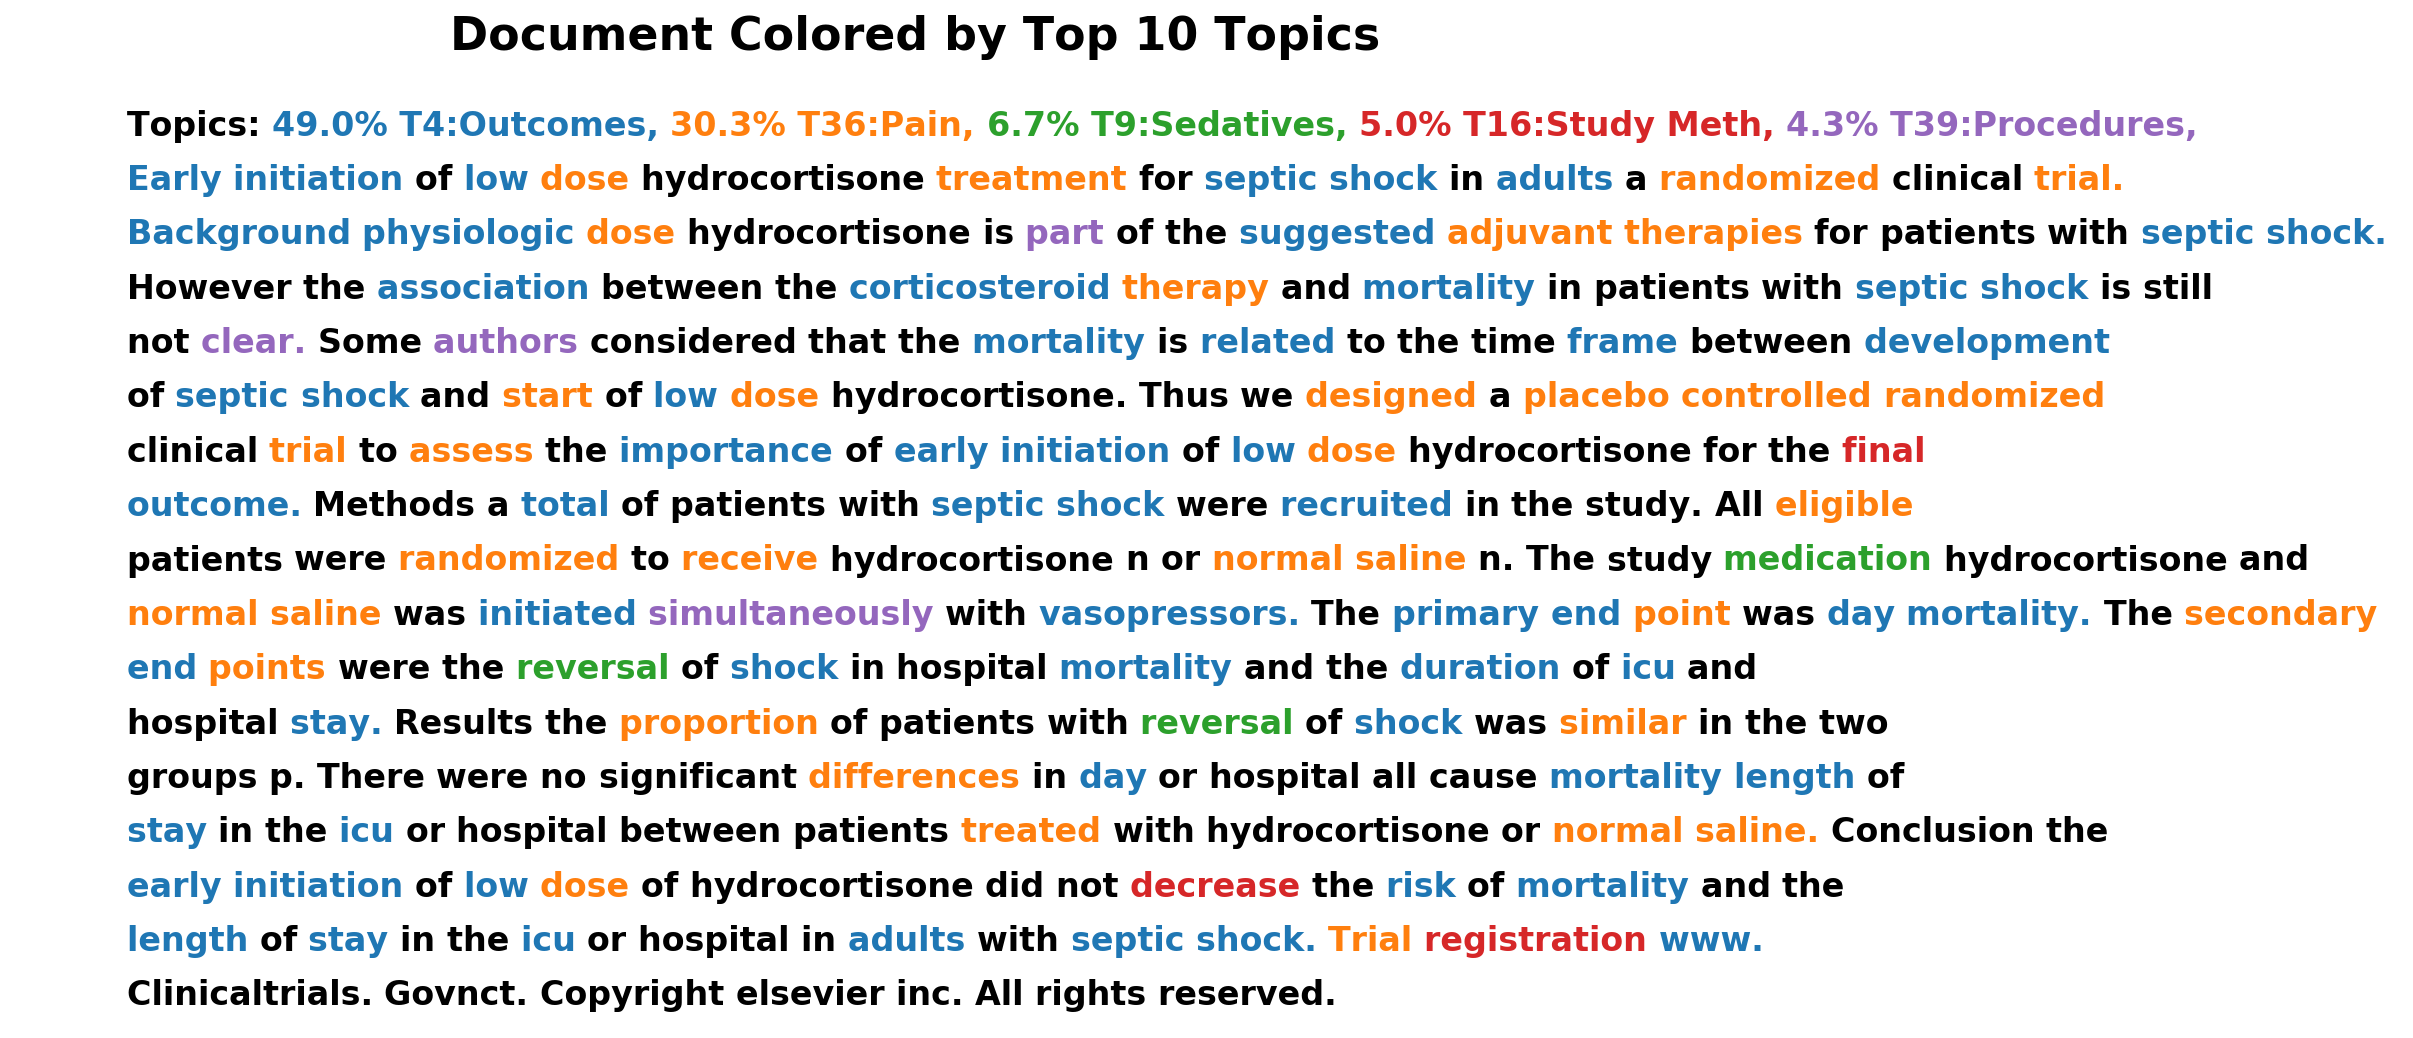 Document Colored by Top 10 Topics
Topics: 49.0% T4:Outcomes, 30.3% T36:Pain, 6.7% T9:Sedatives, 5.0% T16:Study Meth, 4.3% T39:Procedures,
Early initiation of low dose hydrocortisone treatment for septic shock in adults a randomized clinical trial.
Background physiologic dose hydrocortisone is part of the suggested adjuvant therapies for patients with septic shock.
However the association between the corticosteroid therapy and mortality in patients with septic shock is still
not clear. Some authors considered that the mortality is related to the time frame between development
of septic shock and start of low dose hydrocortisone. Thus we designed a placebo controlled randomized
clinical trial to assess the importance of early initiation of low dose hydrocortisone for the final
outcome. Methods a total of patients with septic shock were recruited in the study. All eligible
patients were randomized to receive hydrocortisone n or normal saline n. The study medication hydrocortisone and
normal saline was initiated simultaneously with vasopressors. The primary end point was day mortality. The secondary
end points were the reversal of shock in hospital mortality and the duration of icu and
hospital stay. Results the proportion of patients with reversal of shock was similar in the two
groups p. There were no significant differences in day or hospital all cause mortality length of
stay in the icu or hospital between patients treated with hydrocortisone or normal saline. Conclusion the
early initiation of low dose of hydrocortisone did not decrease the risk of mortality and the
length of stay in the icu or hospital in adults with septic shock. Trial registration www.
Clinicaltrials. Govnct. Copyright elsevier inc. All rights reserved.